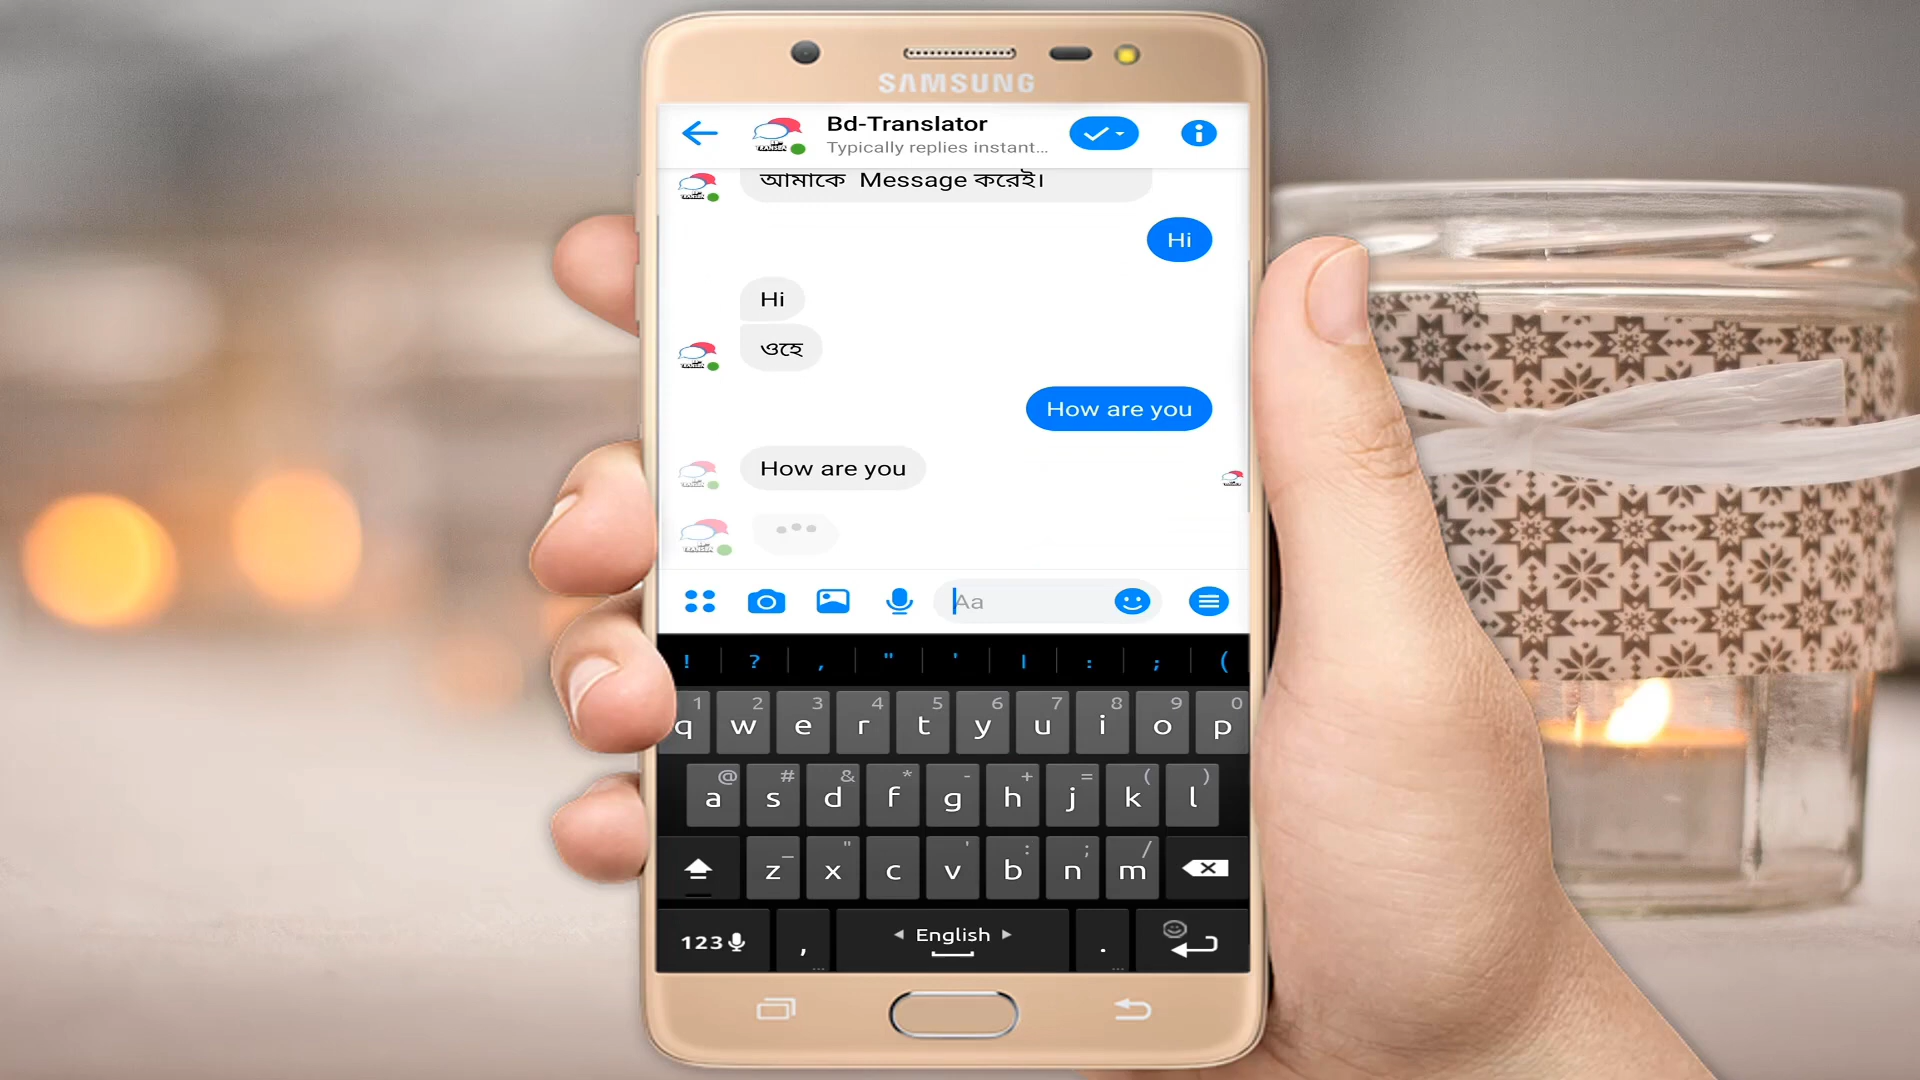 SAMSUNG
Bd-Translator
Typically replies instant...
আমাকে Message করেই।
Hi
Hi
ওহে
How are you
How are you
Aa
! ? , " ' । : ; (
1 2 3 4 5 6 7 8 9 0
q w e r t y u i o p
@ # & * - + = ( )
a s d f g h j k l
_ " ' : ; /
z x c v b n m
123 , English .